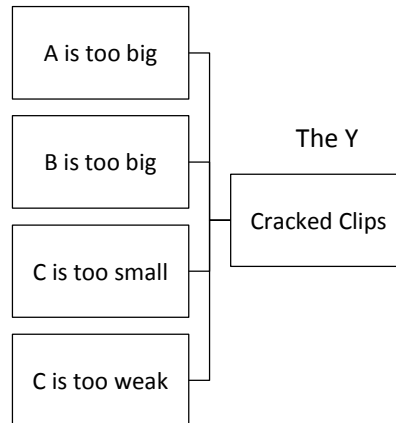 A is too big
B is too big
C is too small
C is too weak
The Y
Cracked Clips